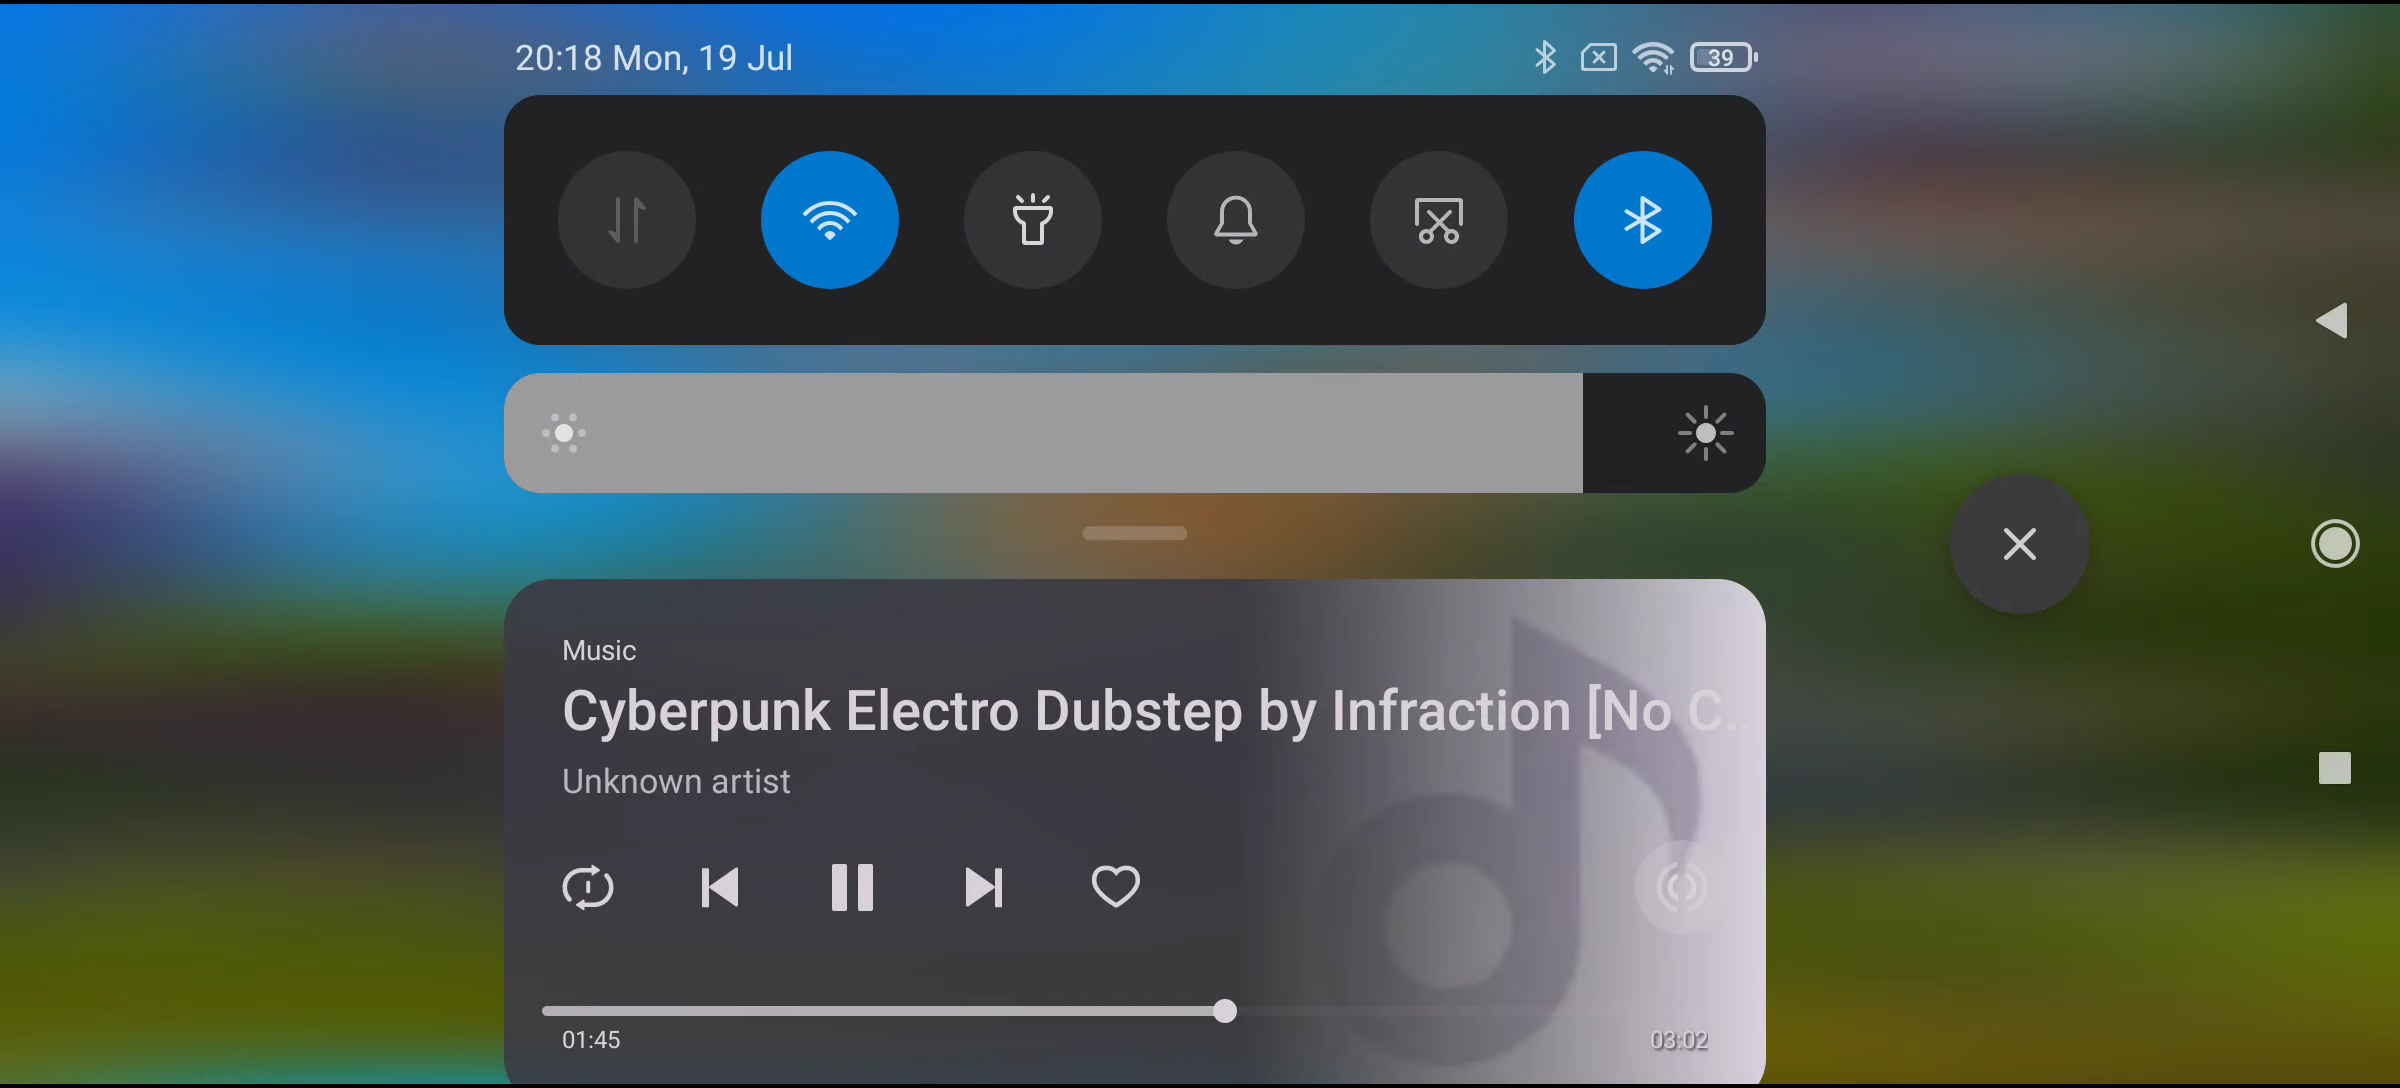 20:18 Mon, 19 Jul
39
Music
Cyberpunk Electro Dubstep by Infraction [No C...
Unknown artist
01:45
03:02